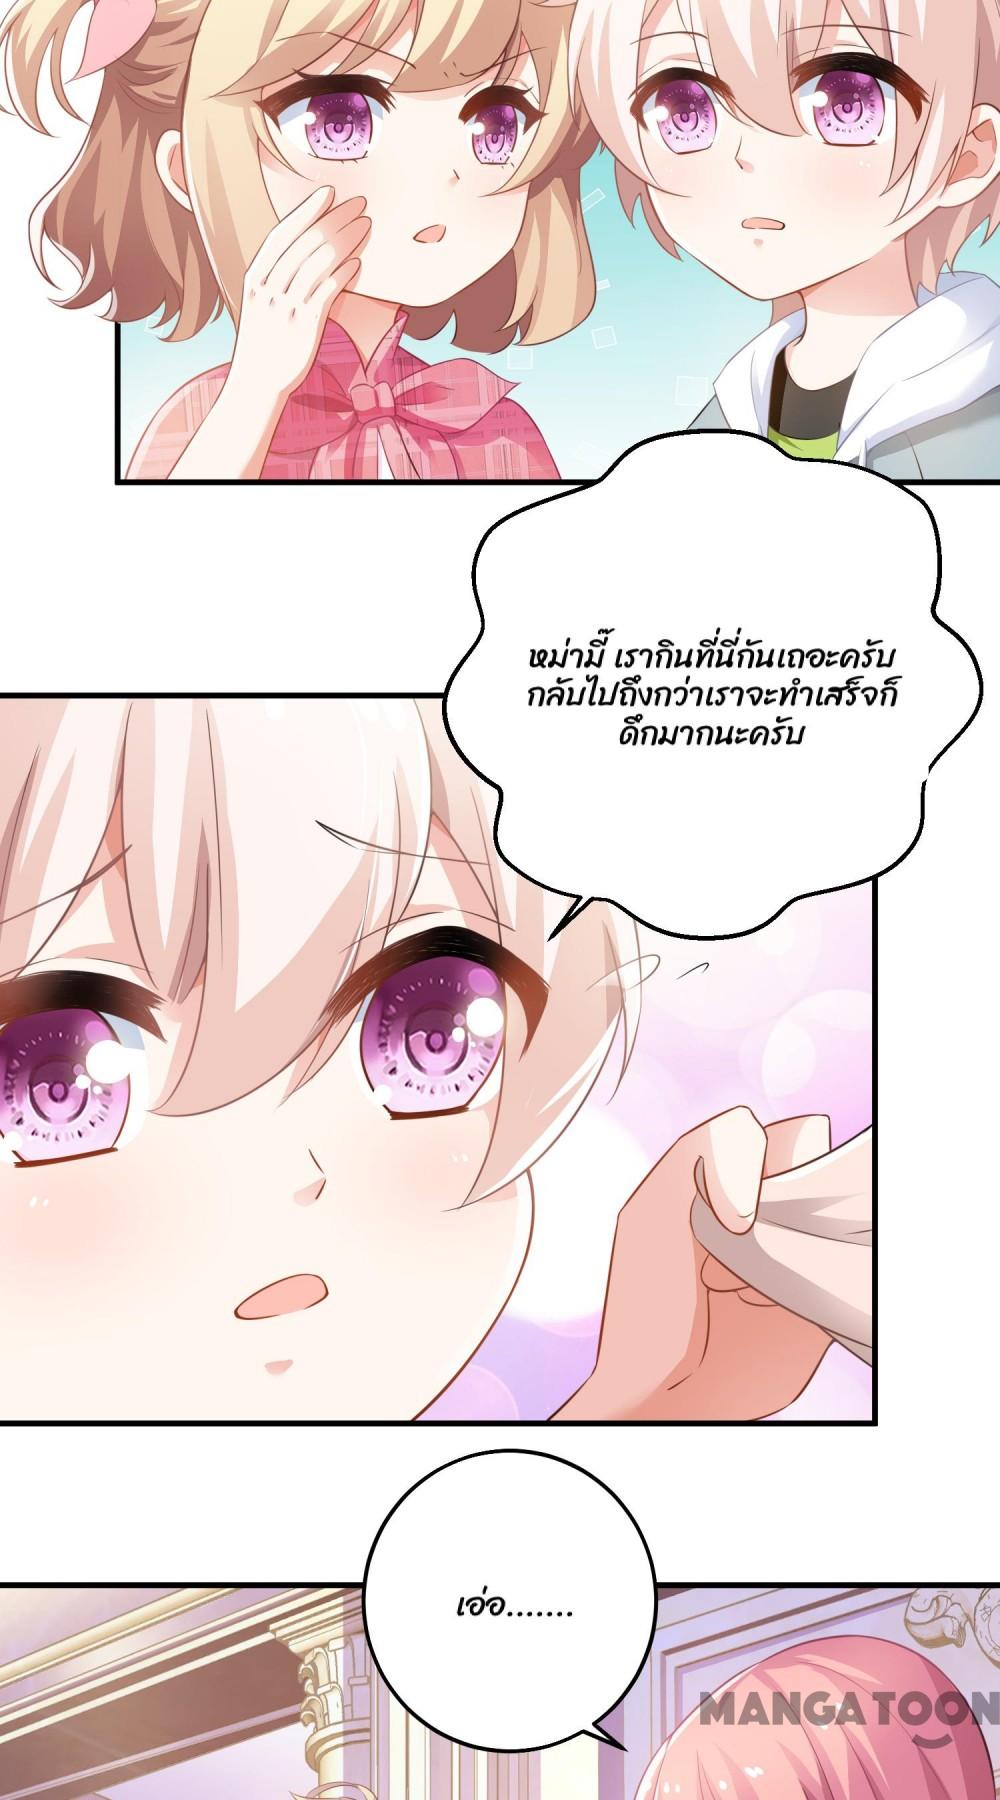 หม่ามี๊ เรากินที่นี่กันเถอะครับ
กลับไปถึงกว่าเราจะทำเสร็จก็
ดึกมากนะครับ
เอ่อ.......
MANGATOON